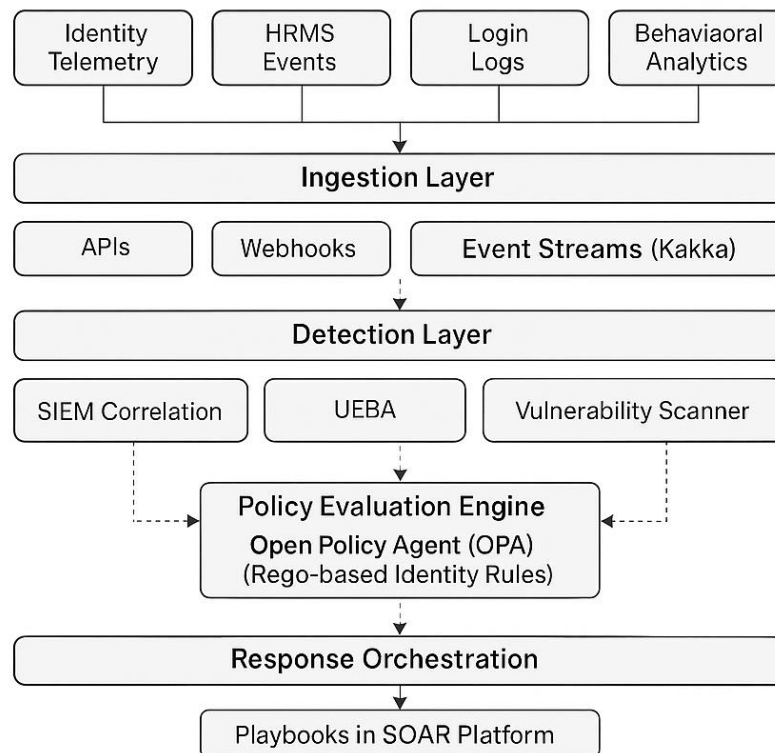 Identity
Telemetry
HRMS
Events
Login
Logs
Behaviaoral
Analytics
Ingestion Layer
APIs
Webhooks
Event Streams (Kakka)
Detection Layer
SIEM Correlation
UEBA
Vulnerability Scanner
Policy Evaluation Engine
Open Policy Agent (OPA)
(Rego-based Identity Rules)
Response Orchestration
Playbooks in SOAR Platform